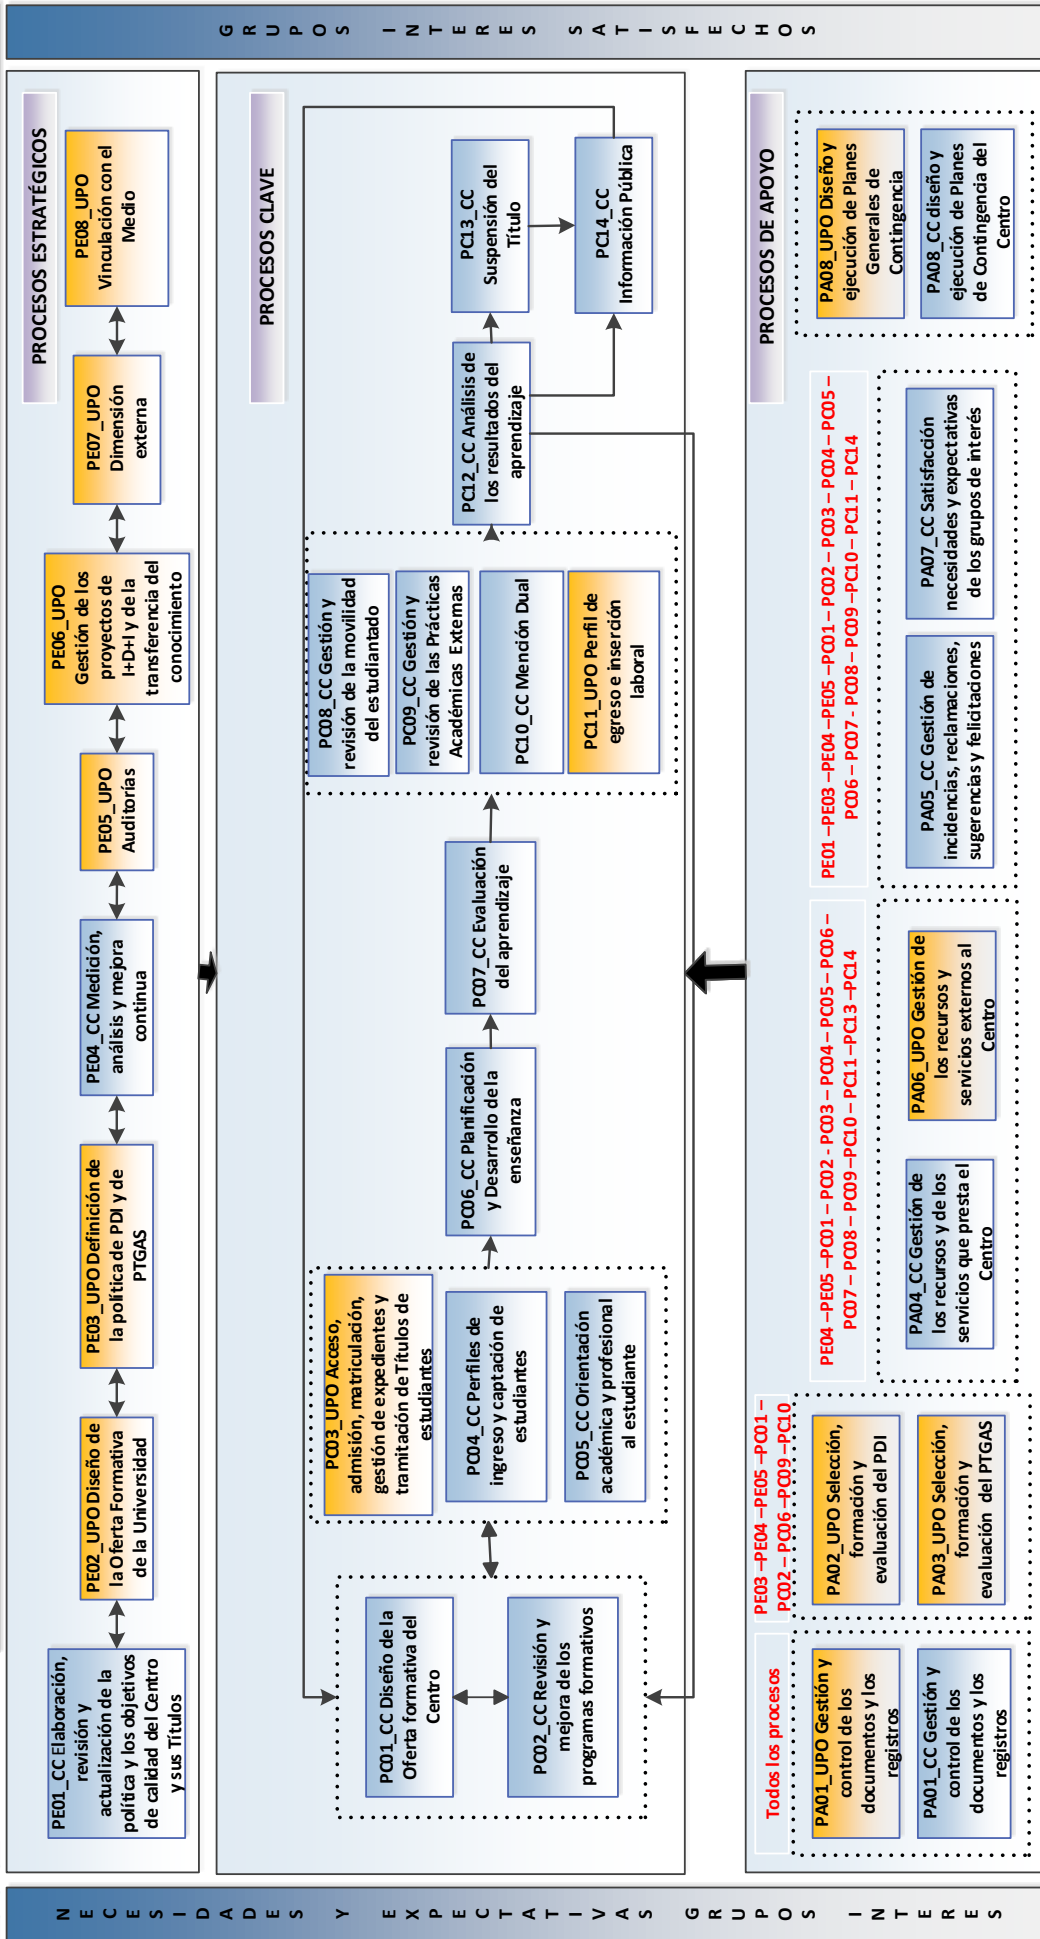 NECESIDADES Y EXPECTATIVAS GRUPOS INTERES
PROCESOS ESTRATÉGICOS
PE01_CC Elaboración,
revisión y
actualización de la
política y los objetivos
de calidad del Centro
y sus Títulos
PE02_UPO Diseño de
la Oferta Formativa
de la Universidad
PE03_UPO Definición de
la política de PDI y de
PTGAS
PE04_CC Medición,
análisis y mejora
continua
PE05_UPO
Auditorías
PE06_UPO
Gestión de los
proyectos de
I+D+I y de la
transferencia del
conocimiento
PE07_UPO
Dimensión
externa
PE08_UPO
Vinculación con el
Medio
PROCESOS CLAVE
PC01_CC Diseño de la
Oferta formativa del
Centro
PC02_CC Revisión y
mejora de los
programas formativos
PC03_UPO Acceso,
admisión, matriculación,
gestión de expedientes y
tramitación de Títulos de
estudiantes
PC04_CC Perfiles de
ingreso y captación de
estudiantes
PC05_CC Orientación
académica y profesional
al estudiante
PC06_CC Planificación
y Desarrollo de la
enseñanza
PC07_CC Evaluación
del aprendizaje
PC08_CC Gestión y
revisión de la movilidad
del estudiantado
PC09_CC Gestión y
revisión de las Prácticas
Académicas Externas
PC10_CC Mención Dual
PC11_UPO Perfil de
egreso e inserción
laboral
PC12_CC Análisis de
los resultados del
aprendizaje
PC13_CC
Suspensión del
Título
PC14_CC
Información Pública
PROCESOS DE APOYO
Todos los procesos
PA01_UPO Gestión y
control de los
documentos y los
registros
PA01_CC Gestión y
control de los
documentos y los
registros
PE03 –PE04 –PE05 –PC01 –
PC02 – PC06 –PC09 –PC10
PA02_UPO Selección,
formación y
evaluación del PDI
PA03_UPO Selección,
formación y
evaluación del PTGAS
PE04 –PE05 –PC01 – PC02 - PC03 – PC04 – PC05 – PC06 –
PC07 – PC08 – PC09 –PC10 – PC11–PC13 –PC14
PA04_CC Gestión de
los recursos y de los
servicios que presta el
Centro
PA06_UPO Gestión de
los recursos y
servicios externos al
Centro
PE01 –PE03 –PE04 –PE05 –PC01 – PC02 – PC03 – PC04 – PC05 –
PC06 – PC07 - PC08 – PC09 –PC10 – PC11 – PC14
PA05_CC Gestión de
incidencias, reclamaciones,
sugerencias y felicitaciones
PA07_CC Satisfacción
necesidades y expectativas
de los grupos de interés
PA08_UPO Diseño y
ejecución de Planes
Generales de
Contingencia
PA08_CC diseño y
ejecución de Planes
de Contingencia del
Centro
GRUPOS INTERES SATISFECHOS